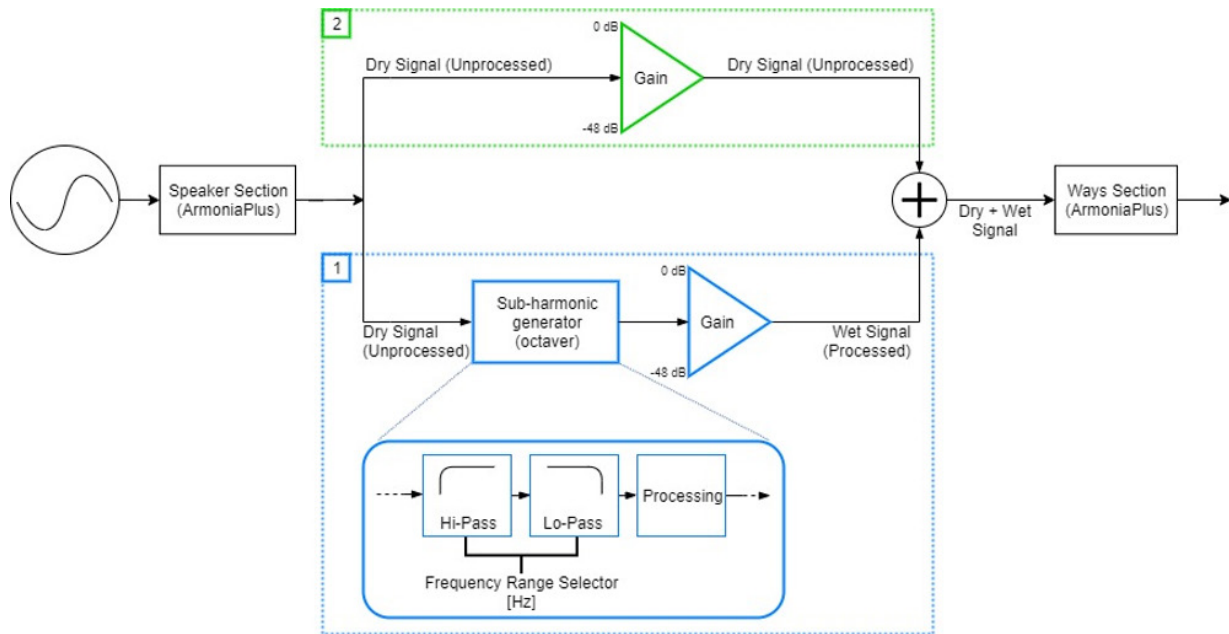 2
0 dB
Dry Signal (Unprocessed)
Gain
Dry Signal (Unprocessed)
-48 dB
Speaker Section
(ArmoniaPlus)
Dry + Wet
Signal
Ways Section
(ArmoniaPlus)
1
Dry Signal
(Unprocessed)
Sub-harmonic
generator
(octaver)
0 dB
Gain
-48 dB
Wet Signal
(Processed)
Hi-Pass
Lo-Pass
Processing
Frequency Range Selector
[Hz]